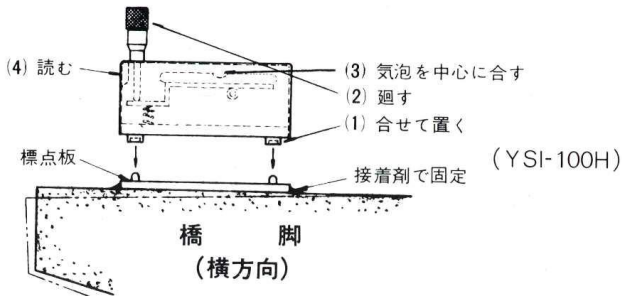 (4) 読む
(3) 気泡を中心に合す
(2) 廻す
(1) 合せて置く
標点板
接着剤で固定
(YSI-100H)
橋 脚
(横方向)